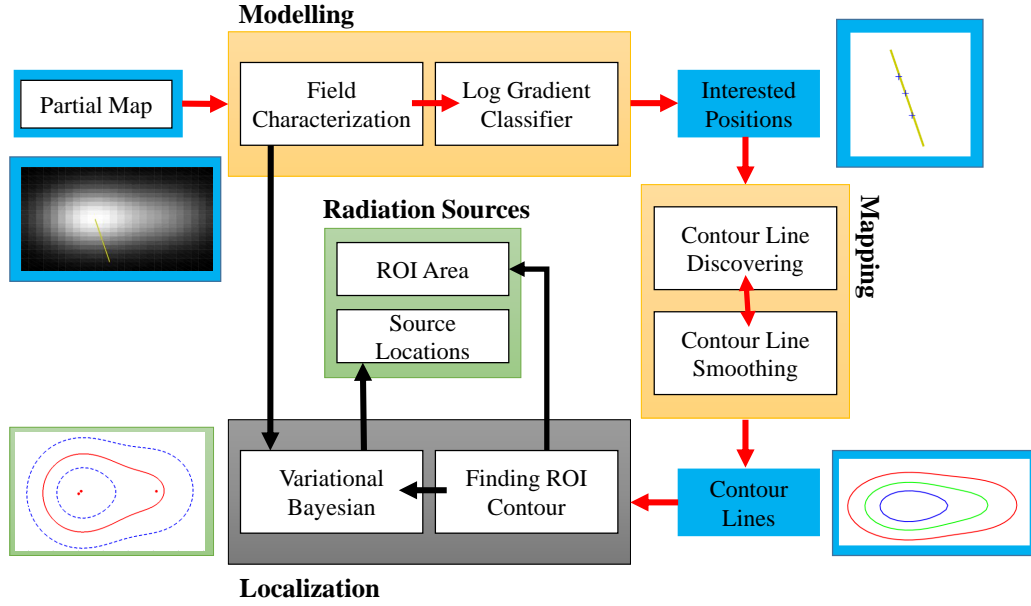 Modelling
Partial Map
Field
Characterization
Log Gradient
Classifier
Interested
Positions
Radiation Sources
ROI Area
Source
Locations
Contour Line
Discovering
Contour Line
Smoothing
Mapping
Variational
Bayesian
Finding ROI
Contour
Contour
Lines
Localization